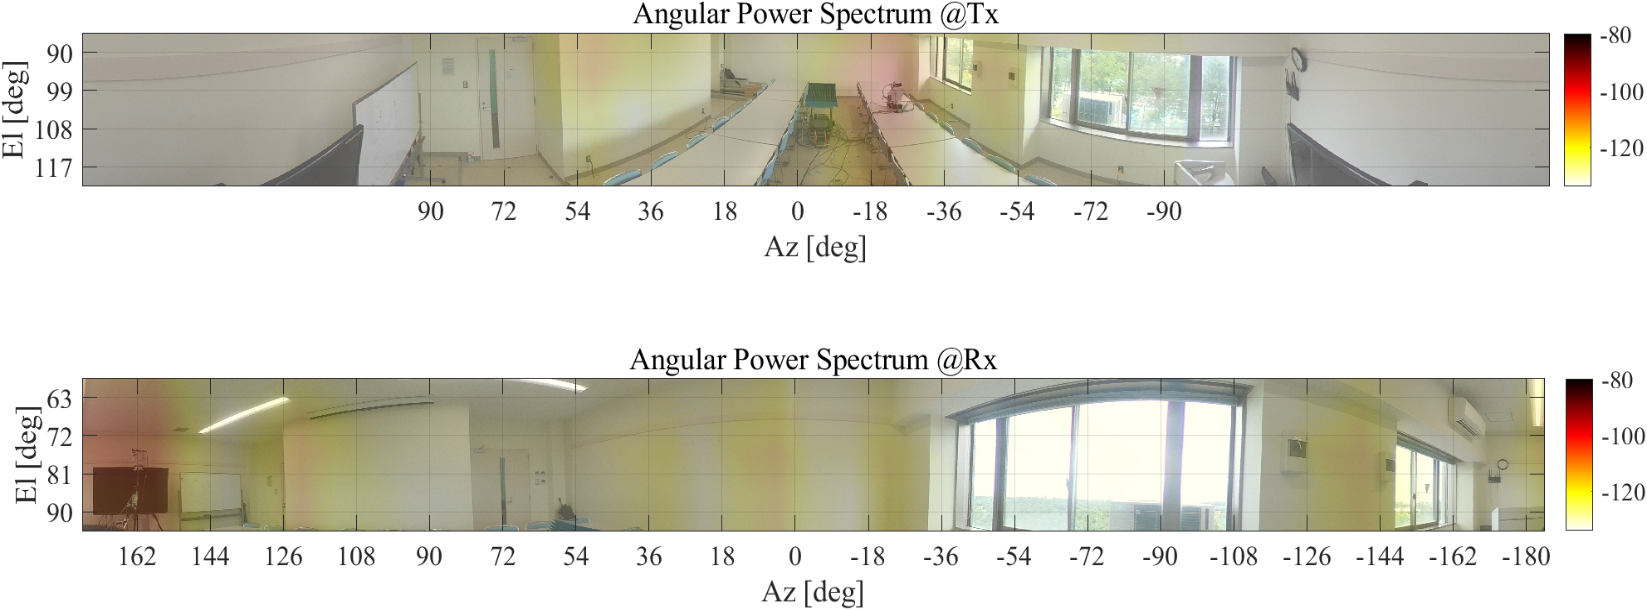 Angular Power Spectrum @Tx
El [deg]
90
99
108
117
90 72 54 36 18 0 -18 -36 -54 -72 -90
Az [deg]
-80
-100
-120
Angular Power Spectrum @Rx
El [deg]
63
72
81
90
162 144 126 108 90 72 54 36 18 0 -18 -36 -54 -72 -90 -108 -126 -144 -162 -180
Az [deg]
-80
-100
-120